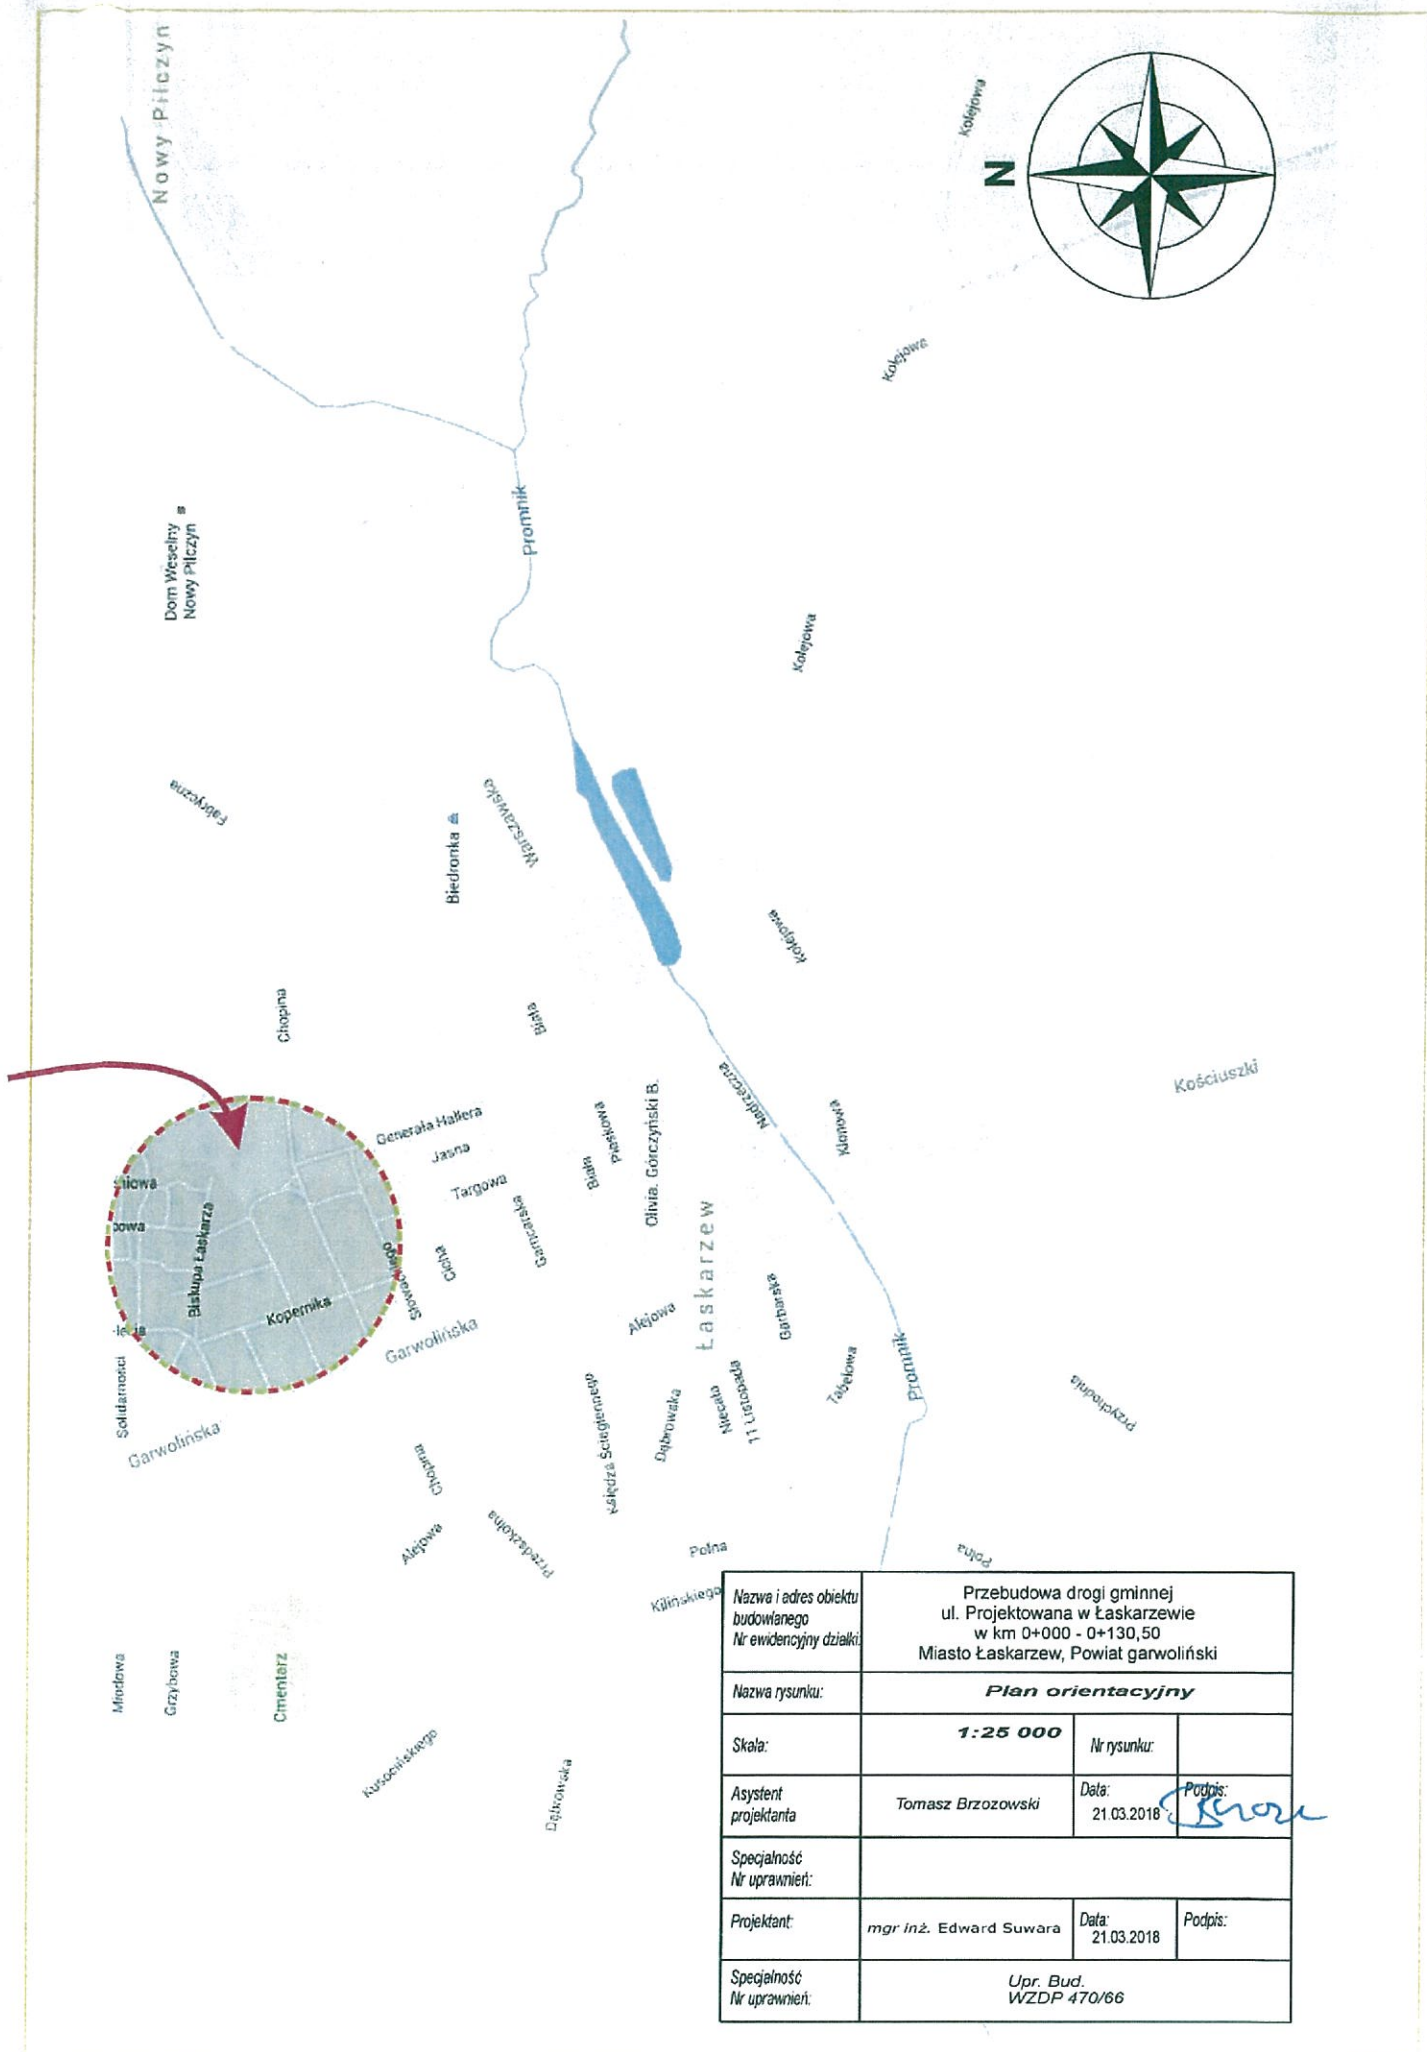 Nowy Pilczyn
Kolejowa
N
Kolejowa
Promnik
Dom Weselny
Nowy Pilczyn
Kolejowa
Fabryczna
Biedronka
Warszawska
Kolejowa
Chopina
Biała
Nadrzeczna
Klonowa
Kościuszki
Generała Hallera
Jasna
Targowa
Garncarska
Biała
Piaskowa
Olivia. Górczyński B.
Łaskarzew
Biskupa Łaskarza
Kopernika
Słowackiego
Cicha
Garwolińska
Alejowa
Garbarska
Solidarności
Garwolińska
Chopina
Alejowa
Przedszkolna
Księdza Ściegiennego
Dąbrowska
Niecała
11 Listopada
Tabelowa
Promnik
Przychodnia
Polna
Polna
Kilińskiego
Miodowa
Grzybowa
Cmentarz
Kusocińskiego
Dąbrowska
Nazwa i adres obiektu
budowlanego
Nr ewidencyjny działki:
Przebudowa drogi gminnej
ul. Projektowana w Łaskarzewie
w km 0+000 - 0+130,50
Miasto Łaskarzew, Powiat garwoliński
Nazwa rysunku:
Plan orientacyjny
Skala:
1:25 000
Nr rysunku:
Asystent
projektanta
Tomasz Brzozowski
Data:
21.03.2018
Podpis:
Specjalność
Nr uprawnień:
Projektant:
mgr inż. Edward Suwara
Data:
21.03.2018
Podpis:
Specjalność
Nr uprawnień:
Upr. Bud.
WZDP 470/66